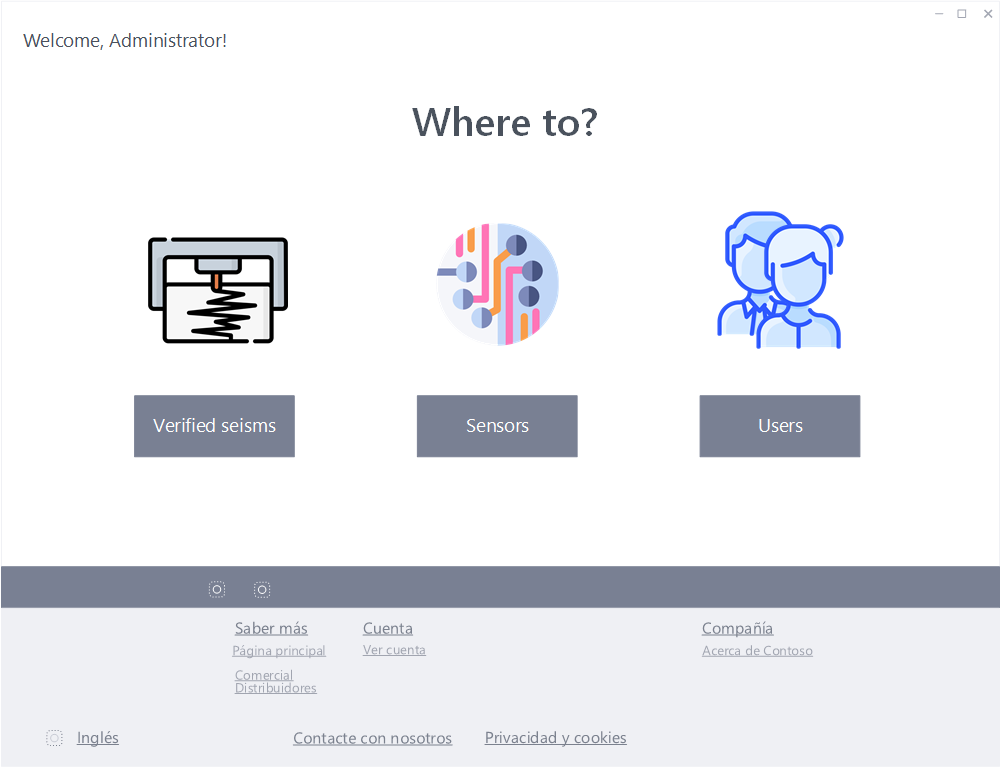 Welcome, Administrator!
Where to?
Verified seisms
Sensors
Users
Saber más
Página principal
Comercial
Distribuidores
Cuenta
Ver cuenta
Compañía
Acerca de Contoso
Inglés
Contacte con nosotros
Privacidad y cookies